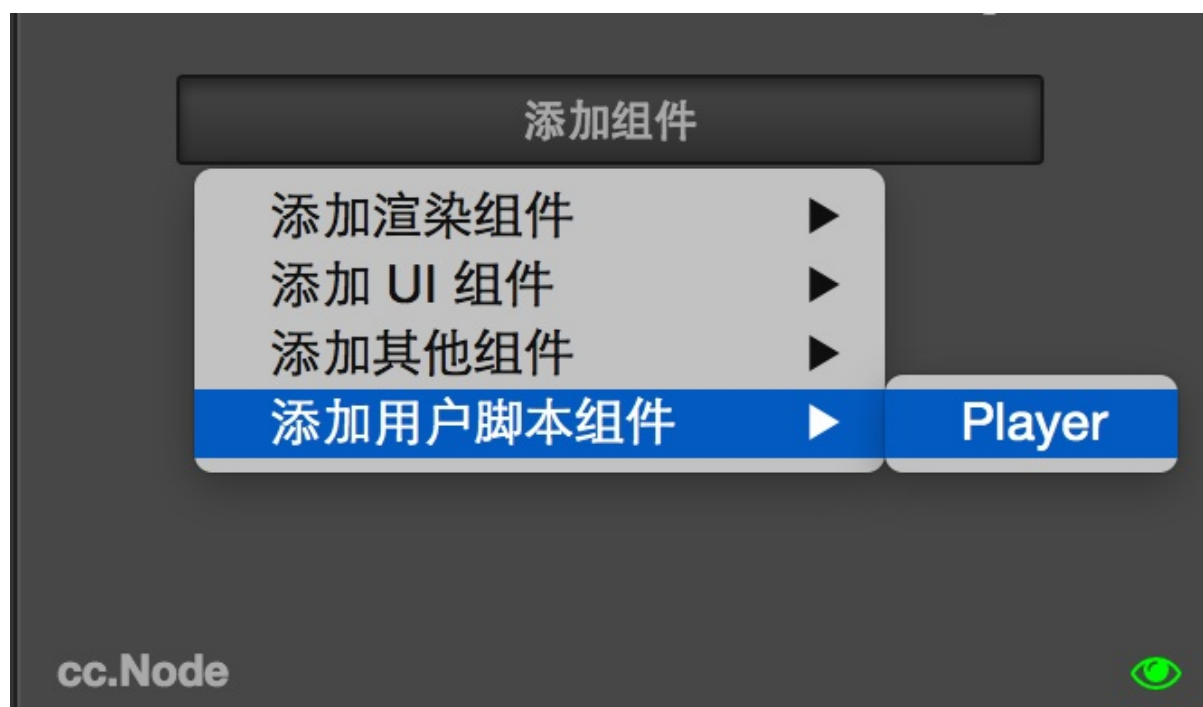 添加组件
添加渲染组件
添加 UI 组件
添加其他组件
添加用户脚本组件
Player
cc.Node